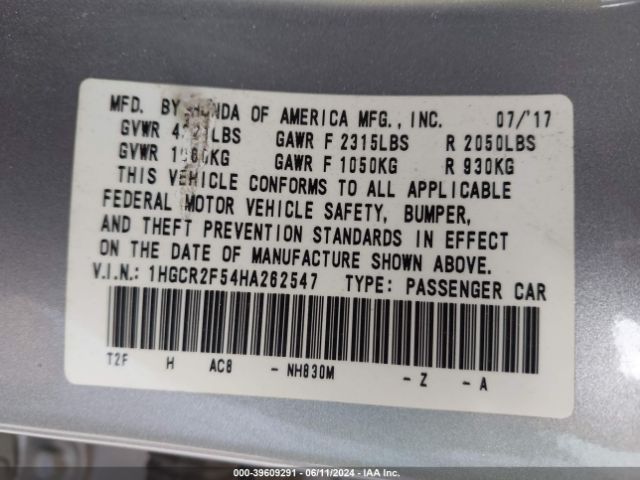 MFD. BY HONDA OF AMERICA MFG., INC. 07/'17
GVWR GAWR F 2315LBS R 2050LBS
GVWR GAWR F 1050KG R 930KG
THIS VEHICLE CONFORMS TO ALL APPLICABLE
FEDERAL MOTOR VEHICLE SAFETY, BUMPER,
AND THEFT PREVENTION STANDARDS IN EFFECT
ON THE DATE OF MANUFACTURE SHOWN ABOVE.
V.I.N.: 1HGCR2F54HA262547 TYPE: PASSENGER CAR
T2F H AC8 - NH830M - Z - A
000-39609291 - 06/11/2024 - IAA Inc.